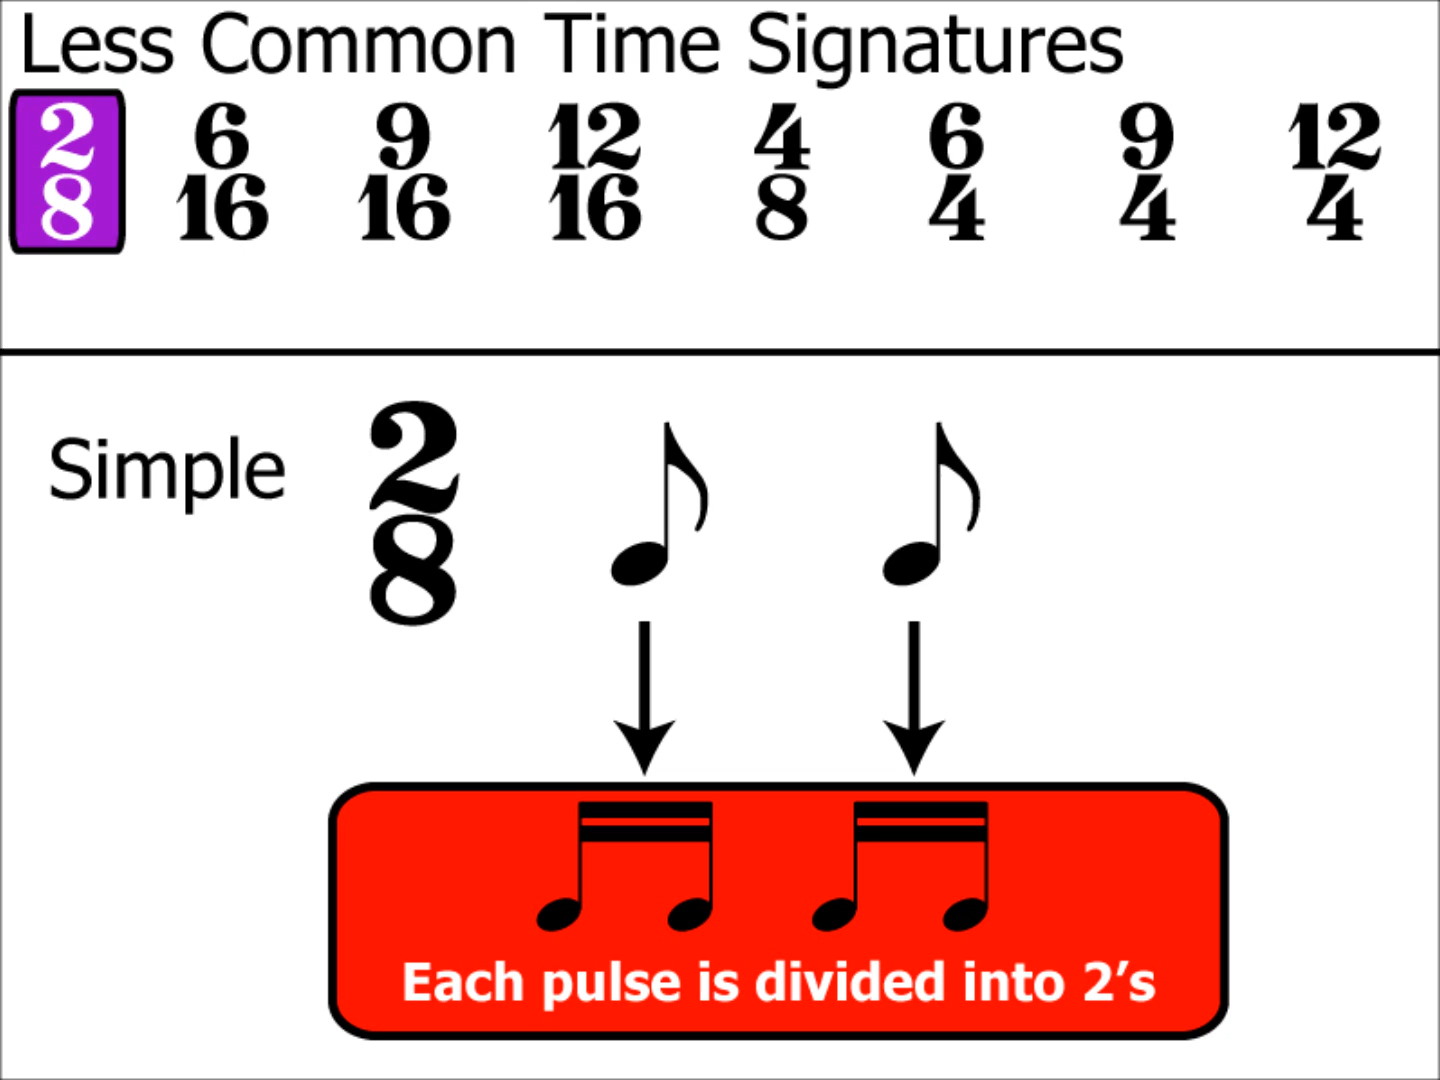 Less Common Time Signatures
2 6 9 12 4 6 9 12
8 16 16 16 8 4 4 4
Simple 2
8
Each pulse is divided into 2’s